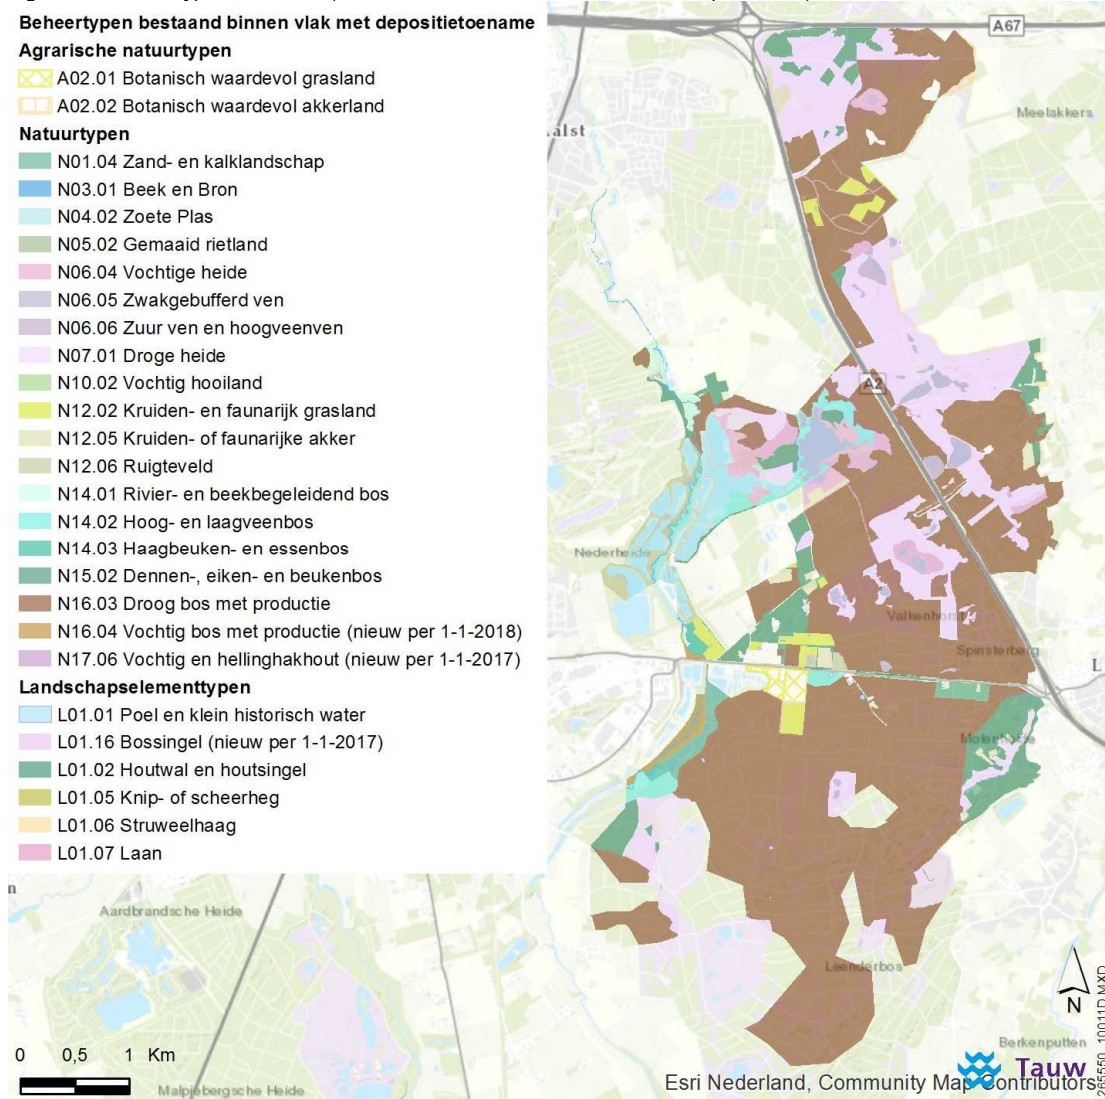 Beheertypen bestaand binnen vlak met depositietoename
Agrarische natuurtypen
A02.01 Botanisch waardevol grasland
A02.02 Botanisch waardevol akkerland
Natuurtypen
N01.04 Zand- en kalklandschap
N03.01 Beek en Bron
N04.02 Zoete Plas
N05.02 Gemaaid rietland
N06.04 Vochtige heide
N06.05 Zwakgebufferd ven
N06.06 Zuur ven en hoogveenven
N07.01 Droge heide
N10.02 Vochtig hooiland
N12.02 Kruiden- en faunarijk grasland
N12.05 Kruiden- of faunarijke akker
N12.06 Ruigteveld
N14.01 Rivier- en beekbegeleidend bos
N14.02 Hoog- en laagveenbos
N14.03 Haagbeuken- en essenbos
N15.02 Dennen-, eiken- en beukenbos
N16.03 Droog bos met productie
N16.04 Vochtig bos met productie (nieuw per 1-1-2018)
N17.06 Vochtig en hellinghakhout (nieuw per 1-1-2017)
Landschapselementtypen
L01.01 Poel en klein historisch water
L01.16 Bossingel (nieuw per 1-1-2017)
L01.02 Houtwal en houtsingel
L01.05 Knip- of scheerheg
L01.06 Struweelhaag
L01.07 Laan
A67
Meelakkers
alst
A2
Nederheide
Valkenhorst
Spinsterberg
L
Molenheide
n
Aardbrandsche Heide
Leenderbos
N
0 0,5 1 Km
Malpiebergsche Heide
Berkenputten
Tauw
Esri Nederland, Community Map Contributors